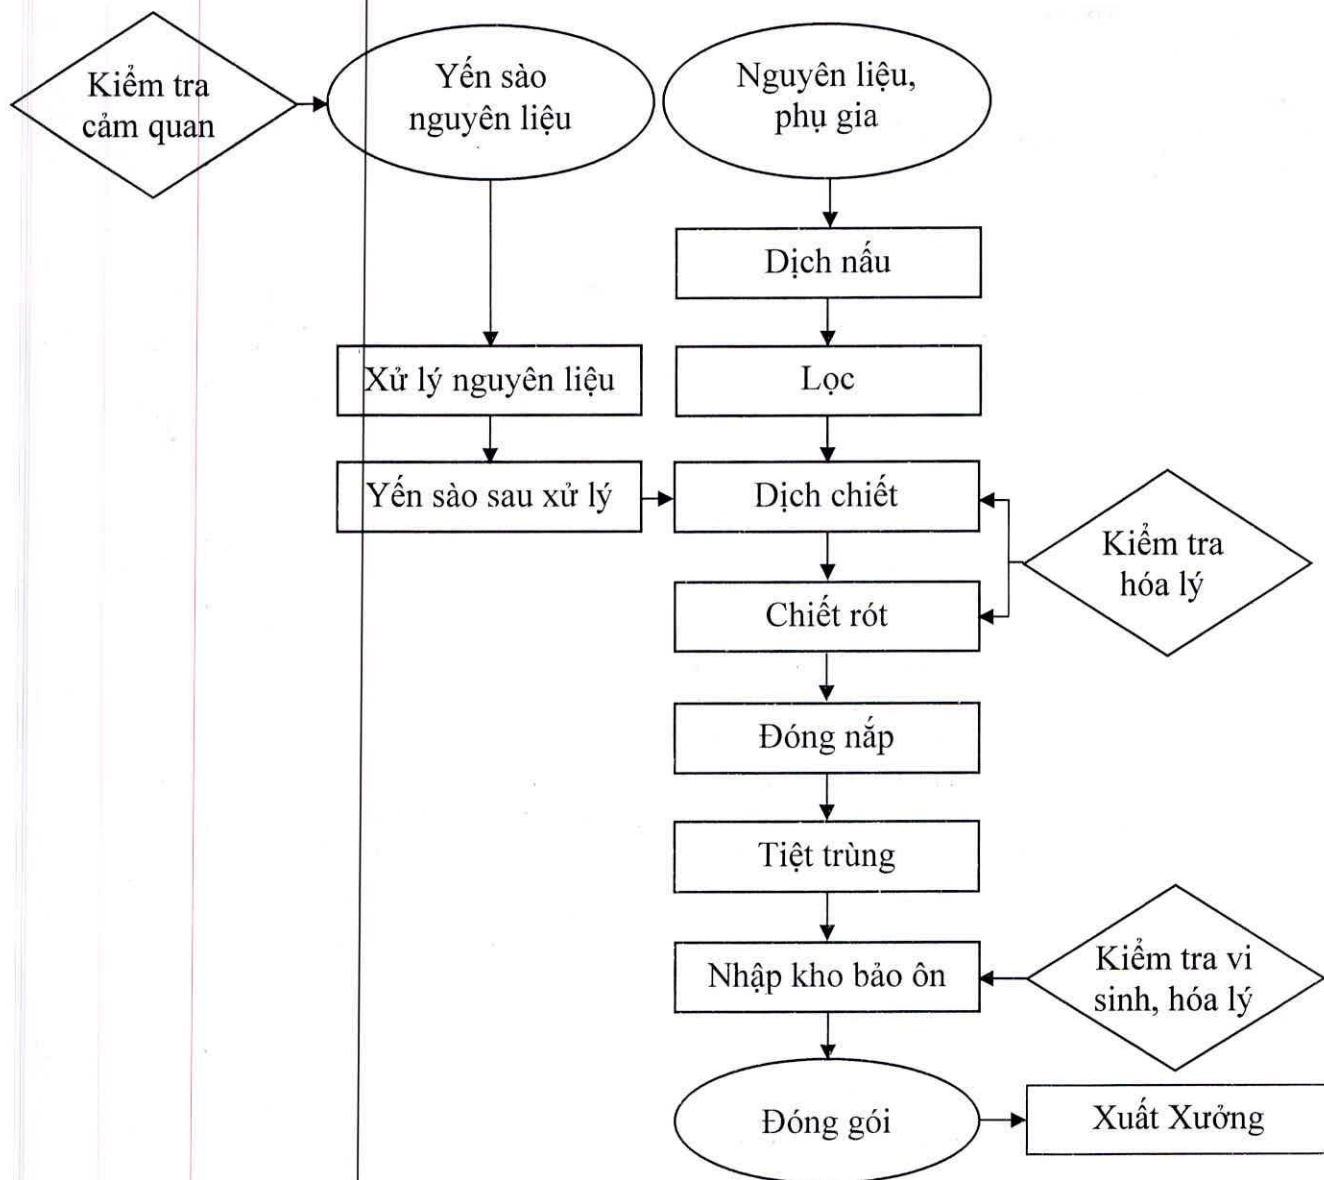 Kiểm tra
cảm quan
Yến sào
nguyên liệu
Nguyên liệu,
phụ gia
Dịch nấu
Xử lý nguyên liệu
Lọc
Yến sào sau xử lý
Dịch chiết
Kiểm tra
hóa lý
Chiết rót
Đóng nắp
Tiệt trùng
Nhập kho bảo ôn
Kiểm tra vi
sinh, hóa lý
Đóng gói
Xuất Xưởng